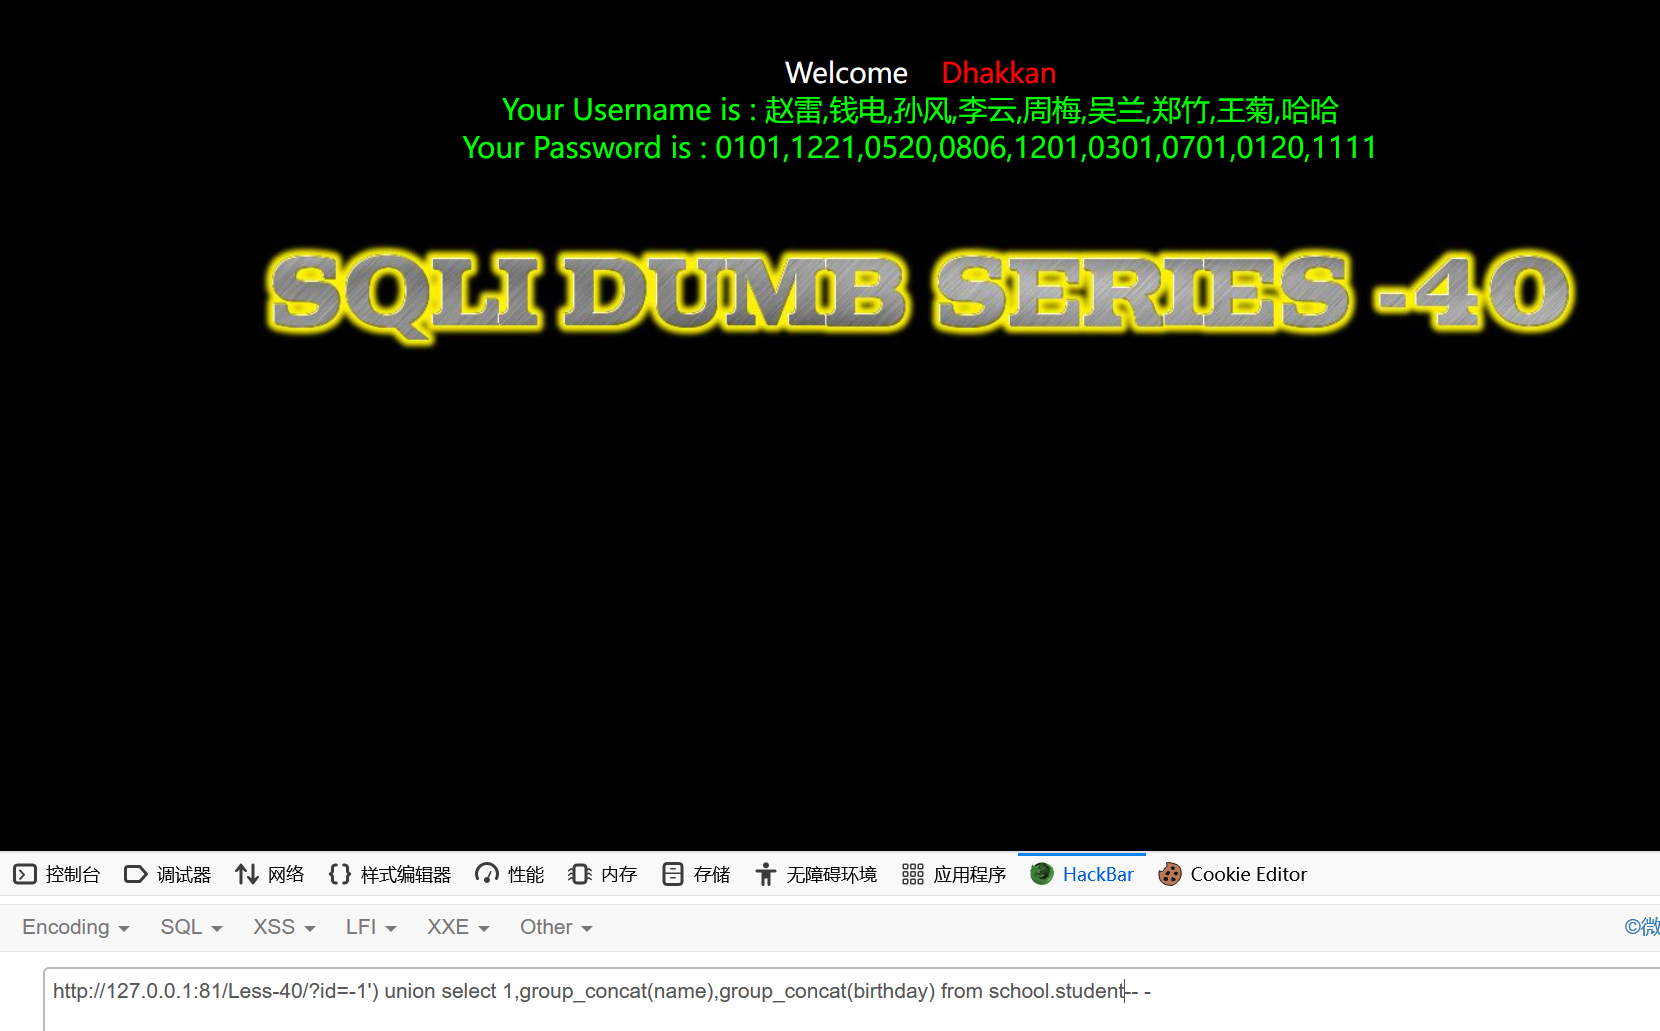 Welcome Dhakkan
Your Username is : 赵雷,钱电,孙风,李云,周梅,吴兰,郑竹,王菊,哈哈
Your Password is : 0101,1221,0520,0806,1201,0301,0701,0120,1111
SQLI DUMB SERIES -40
控制台 调试器 网络 样式编辑器 性能 内存 存储 无障碍环境 应用程序 HackBar Cookie Editor
Encoding SQL XSS LFI XXE Other ©微
http://127.0.0.1:81/Less-40/?id=-1') union select 1,group_concat(name),group_concat(birthday) from school.student-- -